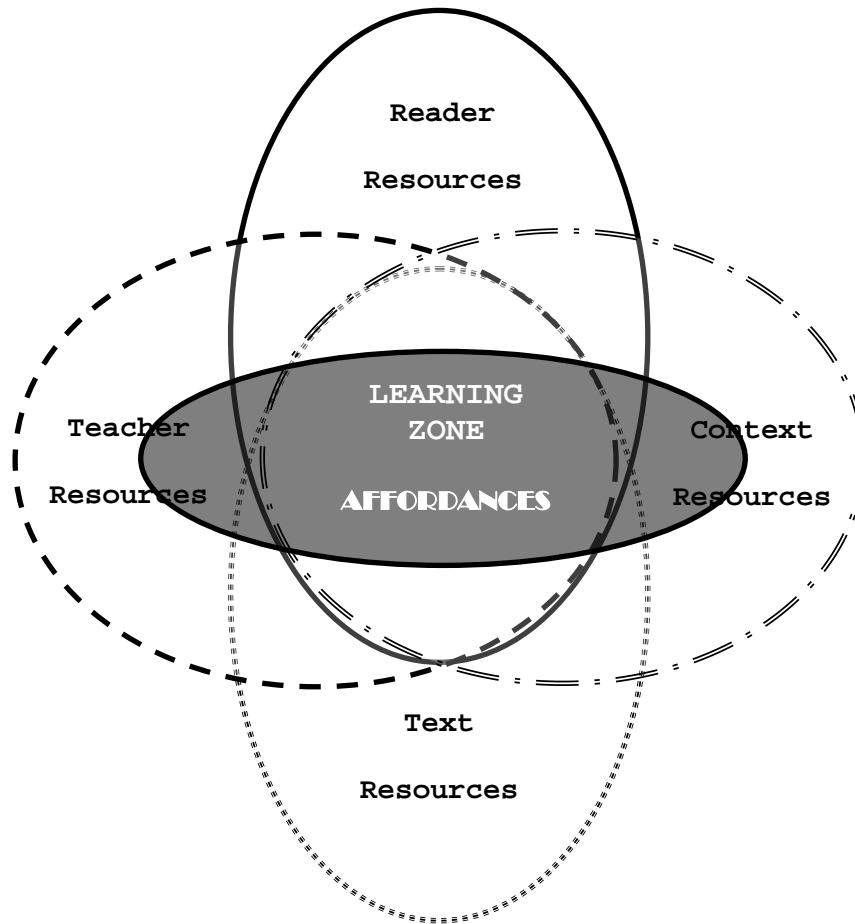 Reader
Resources
LEARNING
ZONE
AFFORDANCES
Teacher
Resources
Context
Resources
Text
Resources